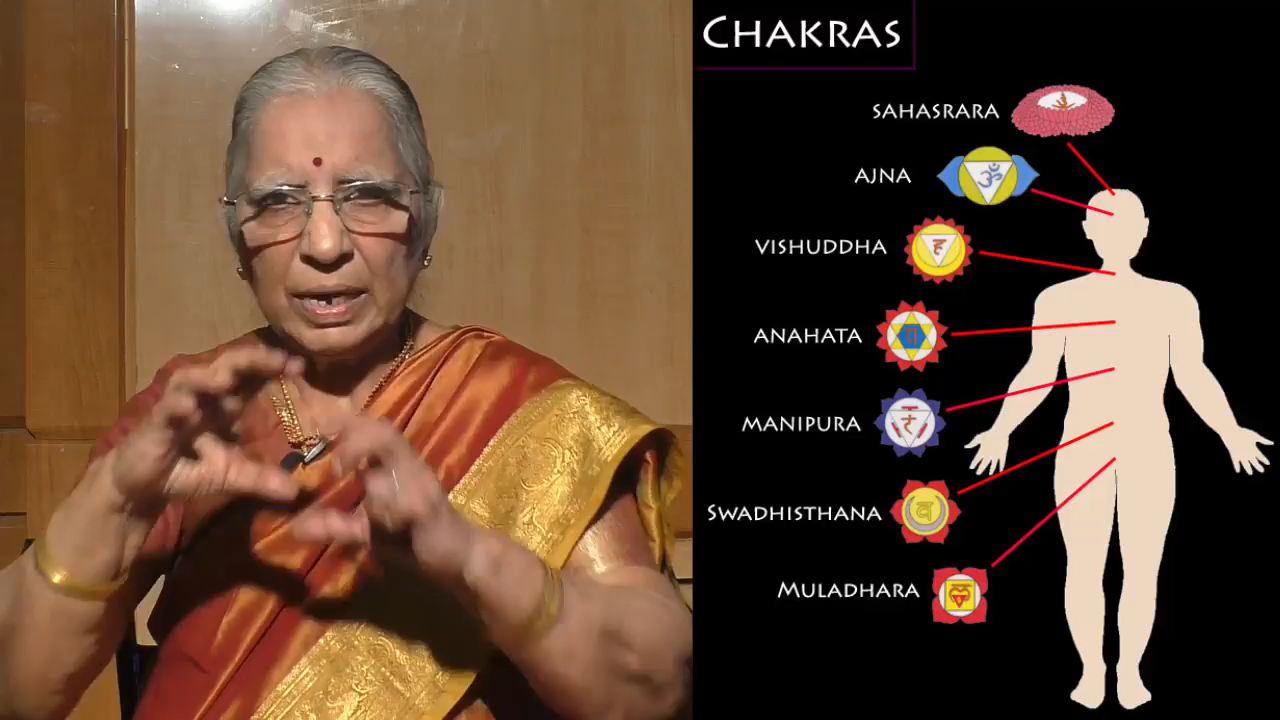 CHAKRAS
SAHASRARA
AJNA
ॐ
VISHUDDHA
ह
ANAHATA
MANIPURA
SWADHISTHANA
व
MULADHARA